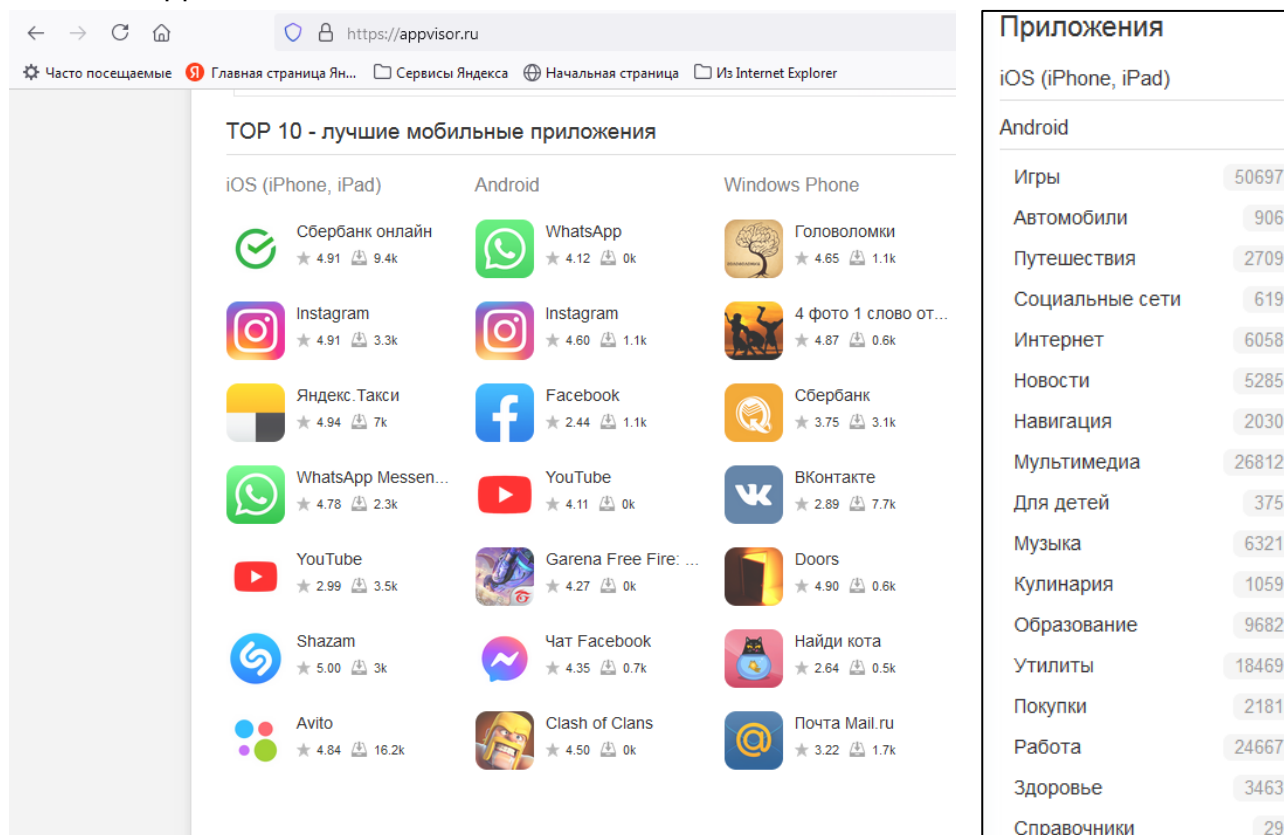 https://appvisor.ru
Часто посещаемые Главная страница Ян... Сервисы Яндекса Начальная страница Из Internet Explorer
TOP 10 - лучшие мобильные приложения
iOS (iPhone, iPad) Android Windows Phone
Сбербанк онлайн WhatsApp Головоломки
4.91 9.4k 4.12 0k 4.65 1.1k
Instagram Instagram 4 фото 1 слово от...
4.91 3.3k 4.60 1.1k 4.87 0.6k
Яндекс.Такси Facebook Сбербанк
4.94 7k 2.44 1.1k 3.75 3.1k
WhatsApp Messen... YouTube ВКонтакте
4.78 2.3k 4.11 0k 2.89 7.7k
YouTube Garena Free Fire: ... Doors
2.99 3.5k 4.27 0k 4.90 0.6k
Shazam Чат Facebook Найди кота
5.00 3k 4.35 0.7k 2.64 0.5k
Avito Clash of Clans Почта Mail.ru
4.84 16.2k 4.50 0k 3.22 1.7k
Приложения
iOS (iPhone, iPad)
Android
Игры 50697
Автомобили 906
Путешествия 2709
Социальные сети 619
Интернет 6058
Новости 5285
Навигация 2030
Мультимедиа 26812
Для детей 375
Музыка 6321
Кулинария 1059
Образование 9682
Утилиты 18469
Покупки 2181
Работа 24667
Здоровье 3463
Справочники 29